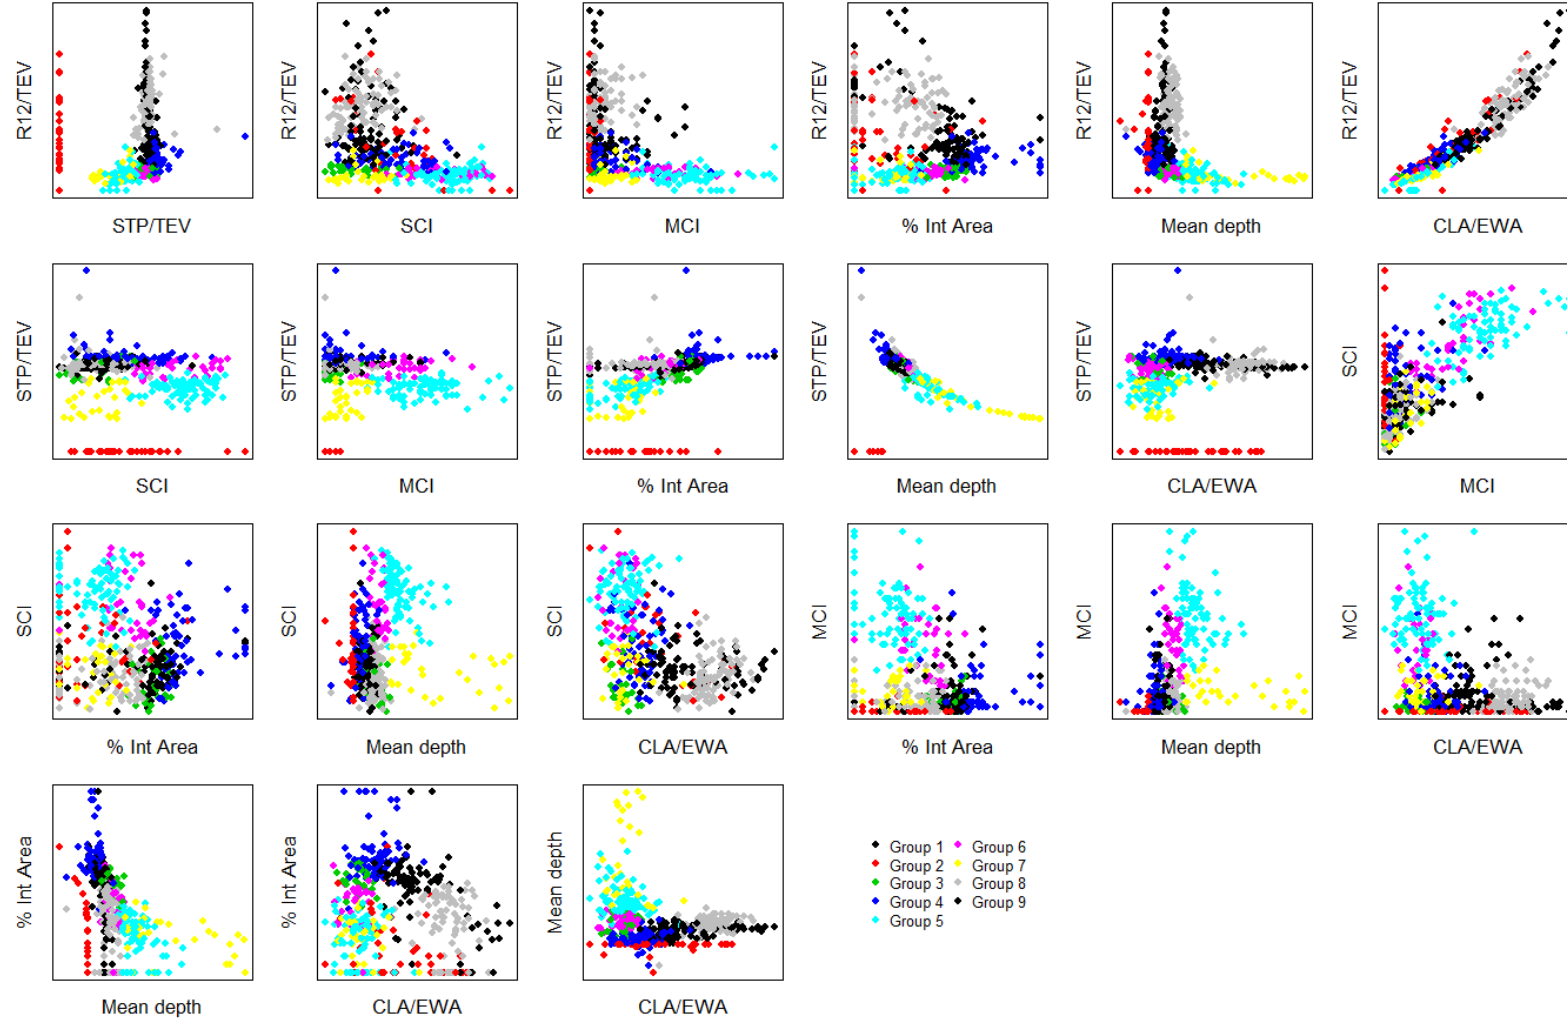 R12/TEV
STP/TEV
R12/TEV
SCI
R12/TEV
MCI
R12/TEV
% Int Area
R12/TEV
Mean depth
R12/TEV
CLA/EWA
STP/TEV
SCI
STP/TEV
MCI
STP/TEV
% Int Area
STP/TEV
Mean depth
STP/TEV
CLA/EWA
SCI
MCI
SCI
% Int Area
SCI
Mean depth
SCI
CLA/EWA
MCI
% Int Area
MCI
Mean depth
MCI
CLA/EWA
% Int Area
Mean depth
% Int Area
CLA/EWA
Mean depth
CLA/EWA
Group 1
Group 2
Group 3
Group 4
Group 5
Group 6
Group 7
Group 8
Group 9